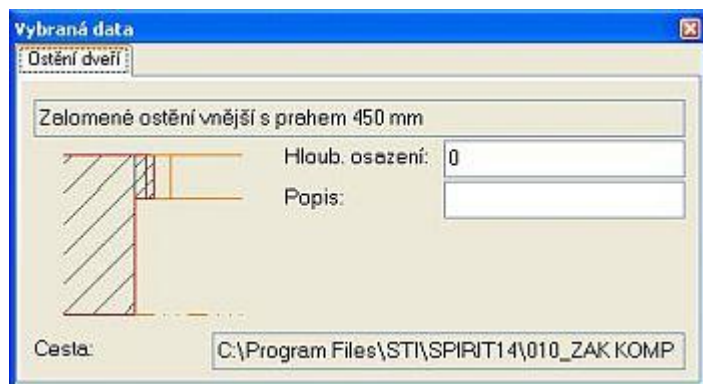 Vybraná data
Ostění dveří
Zalomené ostění vnější s prahem 450 mm
Hloub. osazení: 0
Popis:
Cesta: C:\Program Files\STI\SPIRIT14\010_ZAK KOMP